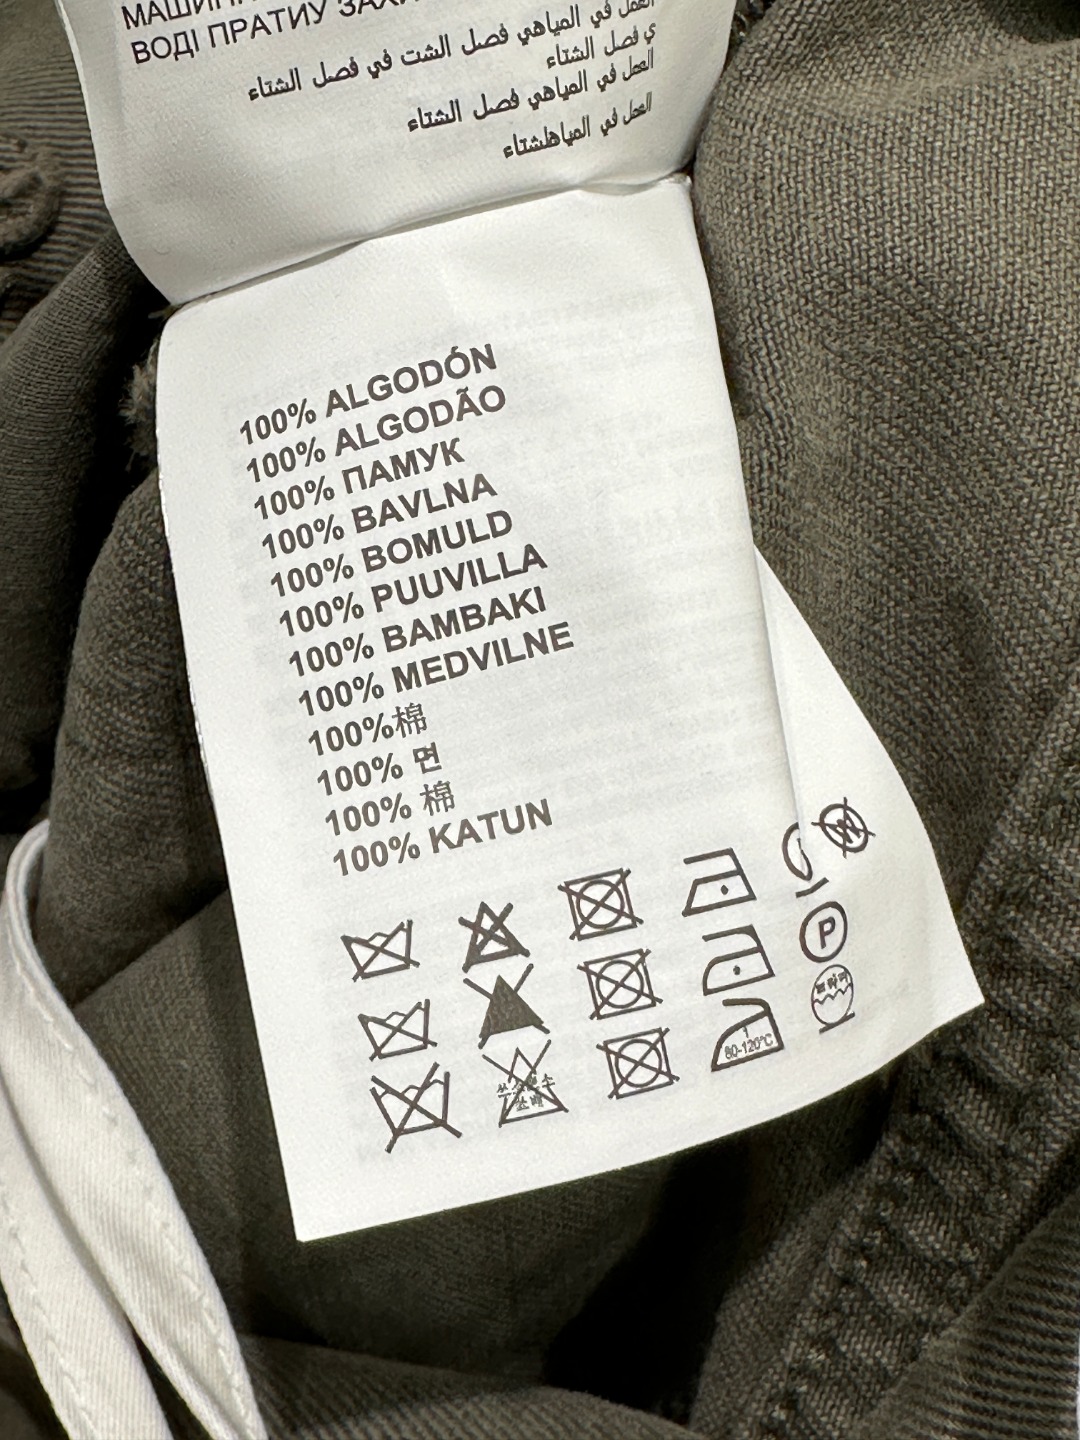 ВОДІ ПРАТИУ
العمل في المياهي فصل الشت في فصل الشتاء
ي فصل الشتاء
العمل في المياهي فصل الشتاء
العمل في المياهلشتاء
100% ALGODÓN
100% ALGODÃO
100% ПАМУК
100% BAVLNA
100% BOMULD
100% PUUVILLA
100% BAMBAKI
100% MEDVILNE
100%棉
100% 면
100% 棉
100% KATUN
W
P
80-120°C